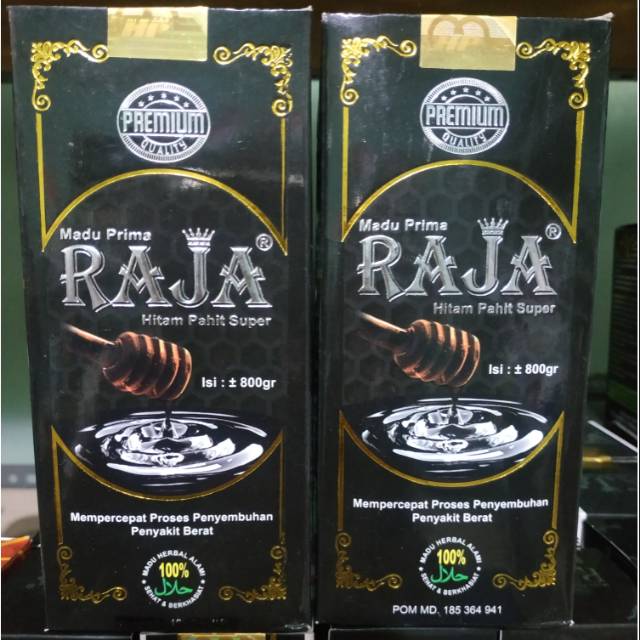 HP
PREMIUM
QUALITY
Madu Prima
RAJA®
Hitam Pahit Super
Isi : ± 800gr
Mempercepat Proses Penyembuhan
Penyakit Berat
MADU HERBAL ALAMI
100%
حلال
SEHAT & BERKHASIAT
HP
PREMIUM
QUALITY
Madu Prima
RAJA®
Hitam Pahit Super
Isi : ± 800gr
Mempercepat Proses Penyembuhan
Penyakit Berat
MADU HERBAL ALAMI
100%
حلال
SEHAT & BERKHASIAT
POM MD. 185 364 941